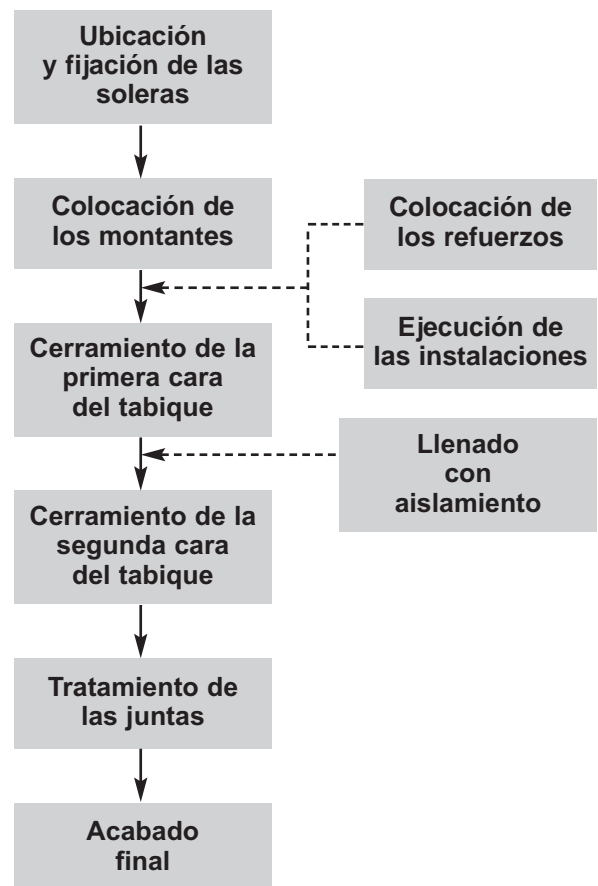 Ubicación
y fijación de las
soleras
Colocación de
los montantes
Colocación de
los refuerzos
Ejecución de
las instalaciones
Cerramiento de la
primera cara
del tabique
Llenado
con
aislamiento
Cerramiento de la
segunda cara
del tabique
Tratamiento de
las juntas
Acabado
final